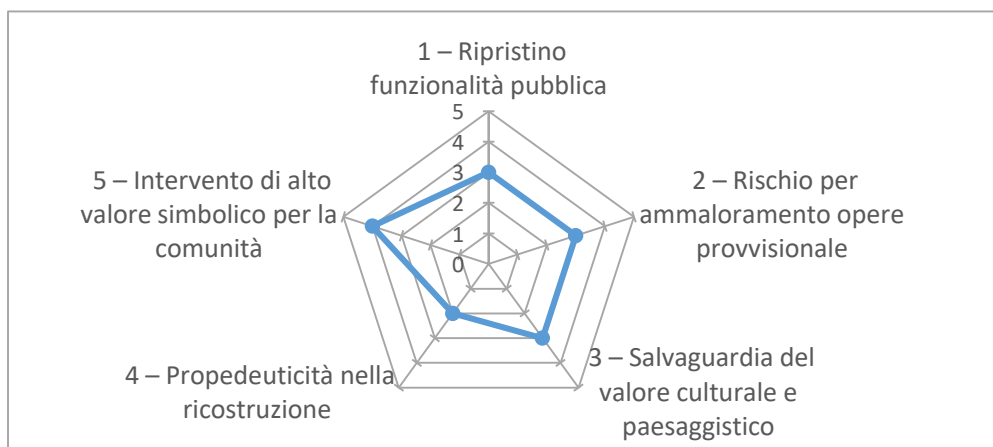 1 – Ripristino
funzionalità pubblica
5
4
3
2
1
0
2 – Rischio per
ammaloramento opere
provvisionale
3 – Salvaguardia del
valore culturale e
paesaggistico
4 – Propedeuticità nella
ricostruzione
5 – Intervento di alto
valore simbolico per la
comunità